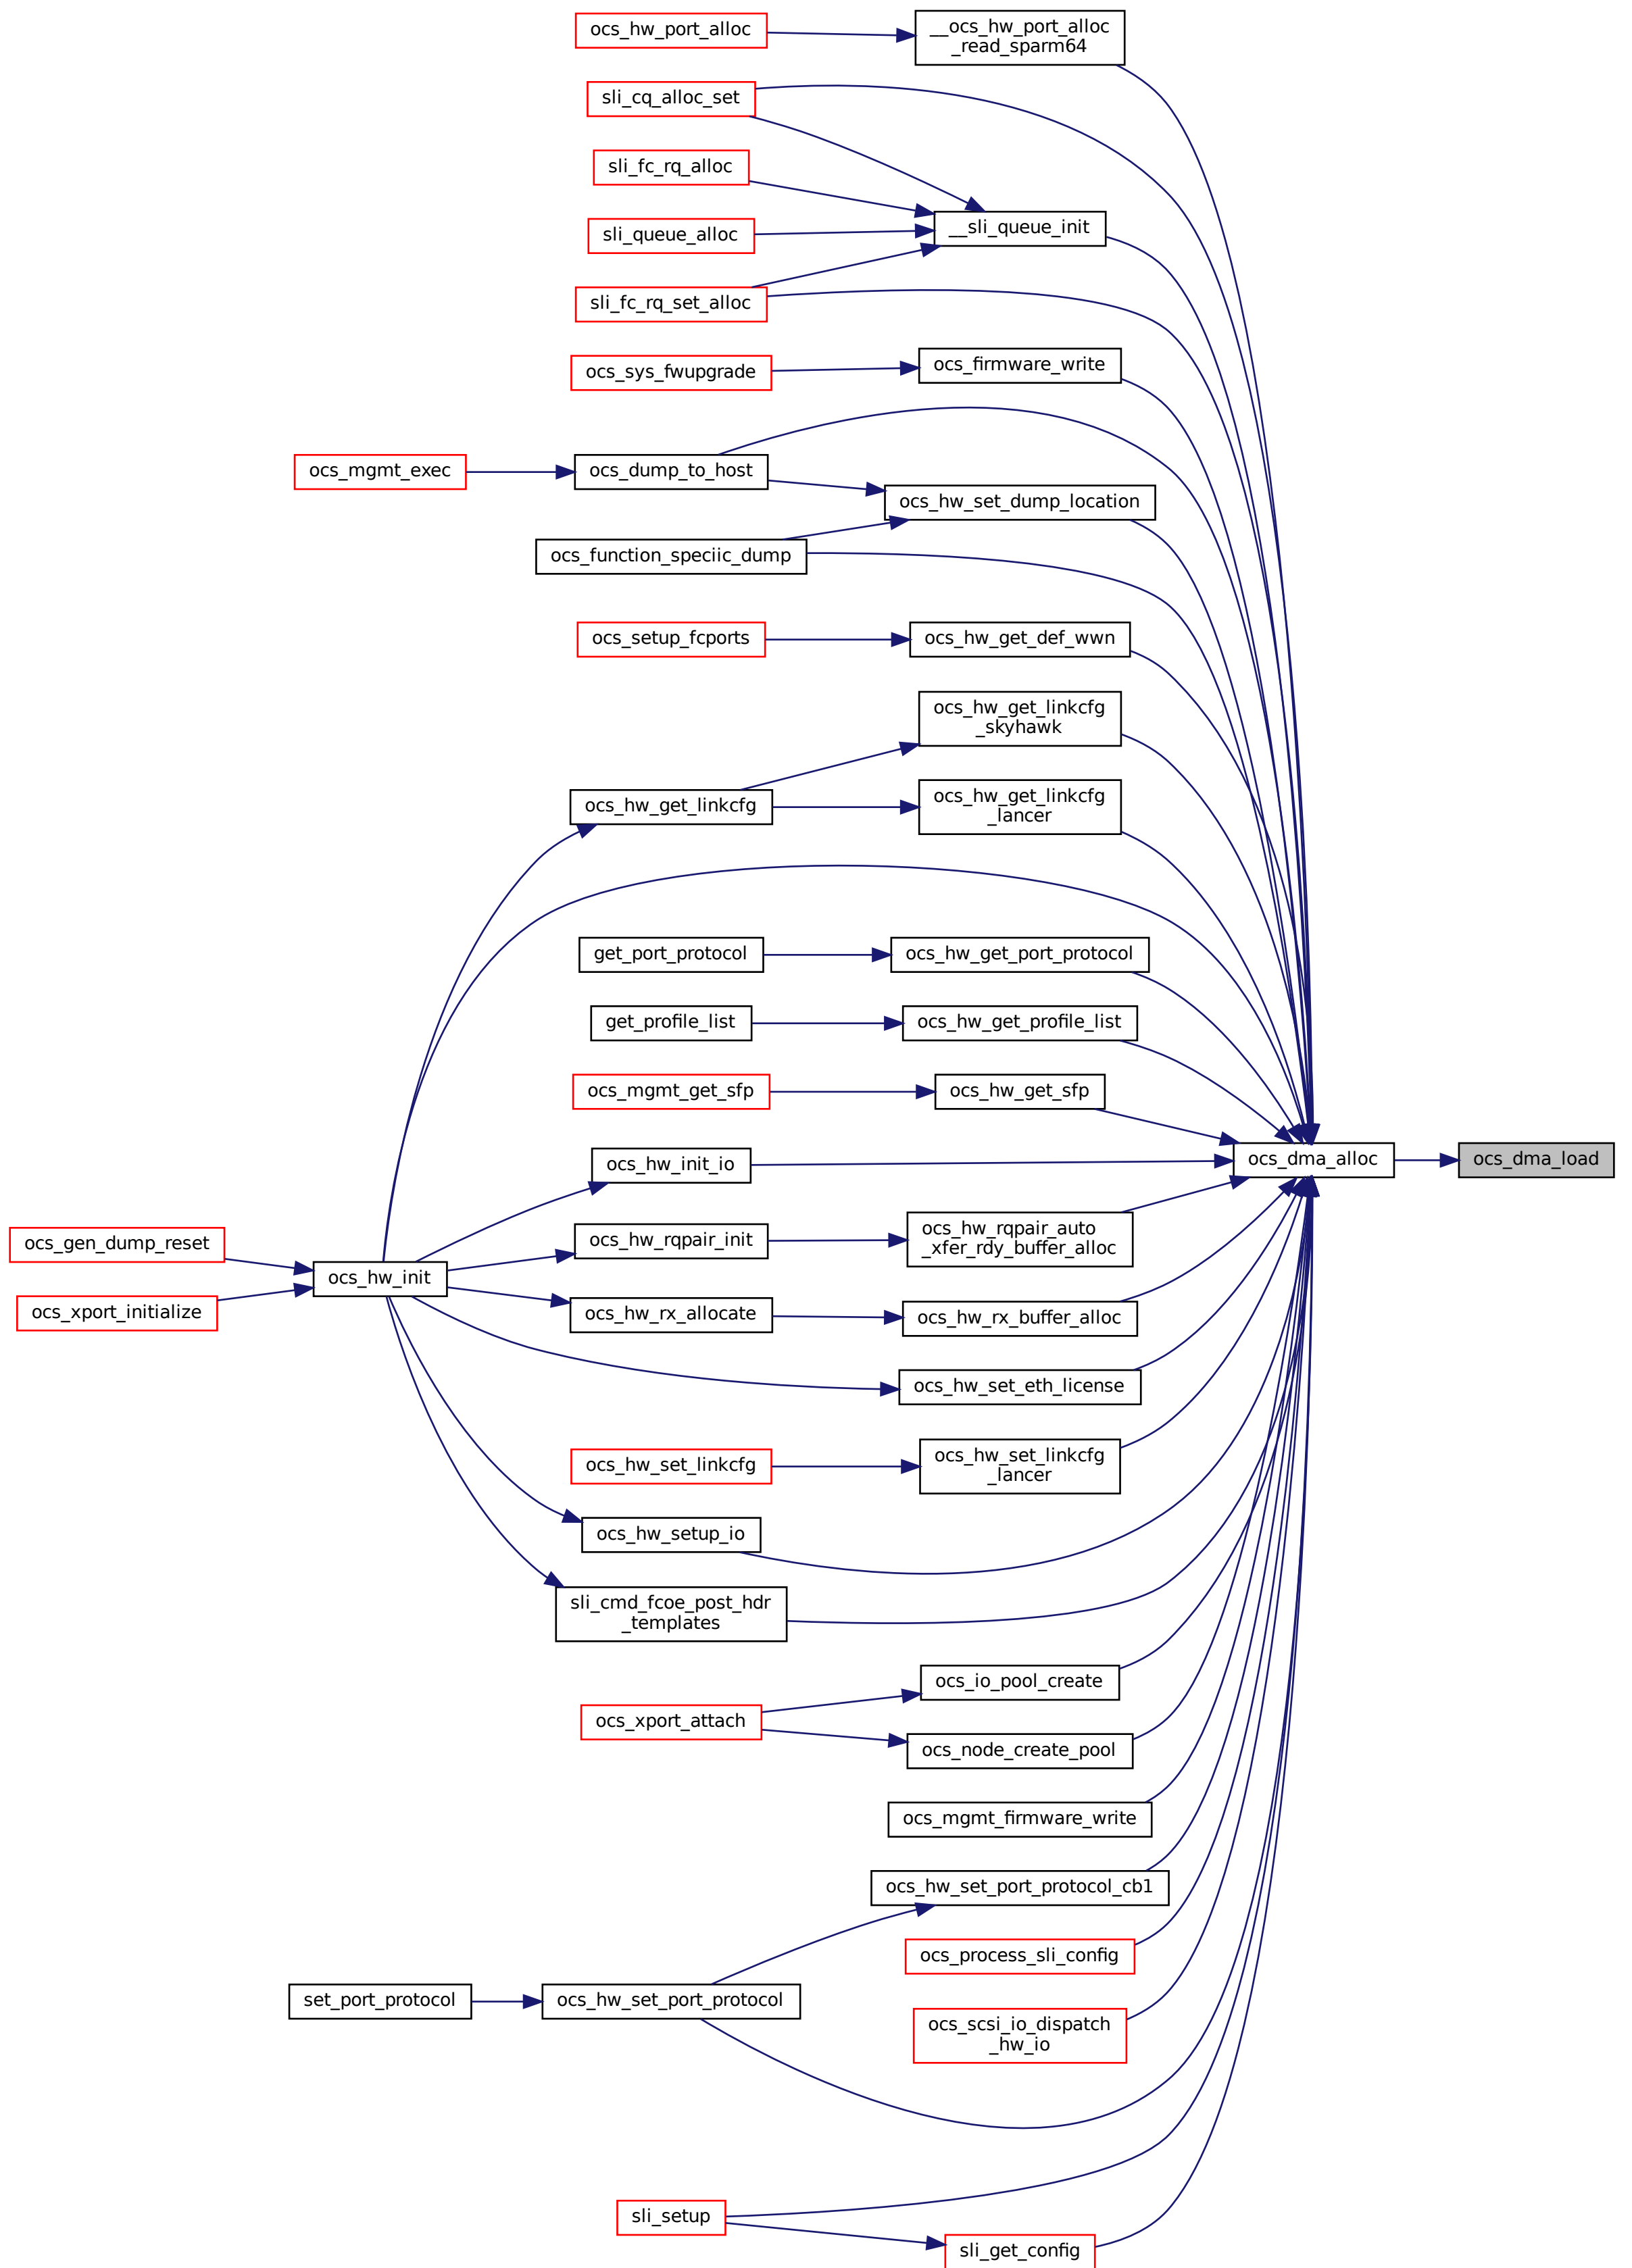 ocs_hw_port_alloc
__ocs_hw_port_alloc
_read_sparm64
sli_cq_alloc_set
sli_fc_rq_alloc
__sli_queue_init
sli_queue_alloc
sli_fc_rq_set_alloc
ocs_firmware_write
ocs_sys_fwupgrade
ocs_mgmt_exec
ocs_dump_to_host
ocs_hw_set_dump_location
ocs_function_speciic_dump
ocs_setup_fcports
ocs_hw_get_def_wwn
ocs_hw_get_linkcfg
_skyhawk
ocs_hw_get_linkcfg
ocs_hw_get_linkcfg
_lancer
get_port_protocol
ocs_hw_get_port_protocol
get_profile_list
ocs_hw_get_profile_list
ocs_mgmt_get_sfp
ocs_hw_get_sfp
ocs_dma_alloc
ocs_dma_load
ocs_hw_init_io
ocs_gen_dump_reset
ocs_hw_rqpair_init
ocs_hw_rqpair_auto
_xfer_rdy_buffer_alloc
ocs_hw_init
ocs_xport_initialize
ocs_hw_rx_allocate
ocs_hw_rx_buffer_alloc
ocs_hw_set_eth_license
ocs_hw_set_linkcfg
ocs_hw_set_linkcfg
_lancer
ocs_hw_setup_io
sli_cmd_fcoe_post_hdr
_templates
ocs_io_pool_create
ocs_xport_attach
ocs_node_create_pool
ocs_mgmt_firmware_write
ocs_hw_set_port_protocol_cb1
ocs_process_sli_config
set_port_protocol
ocs_hw_set_port_protocol
ocs_scsi_io_dispatch
_hw_io
sli_setup
sli_get_config